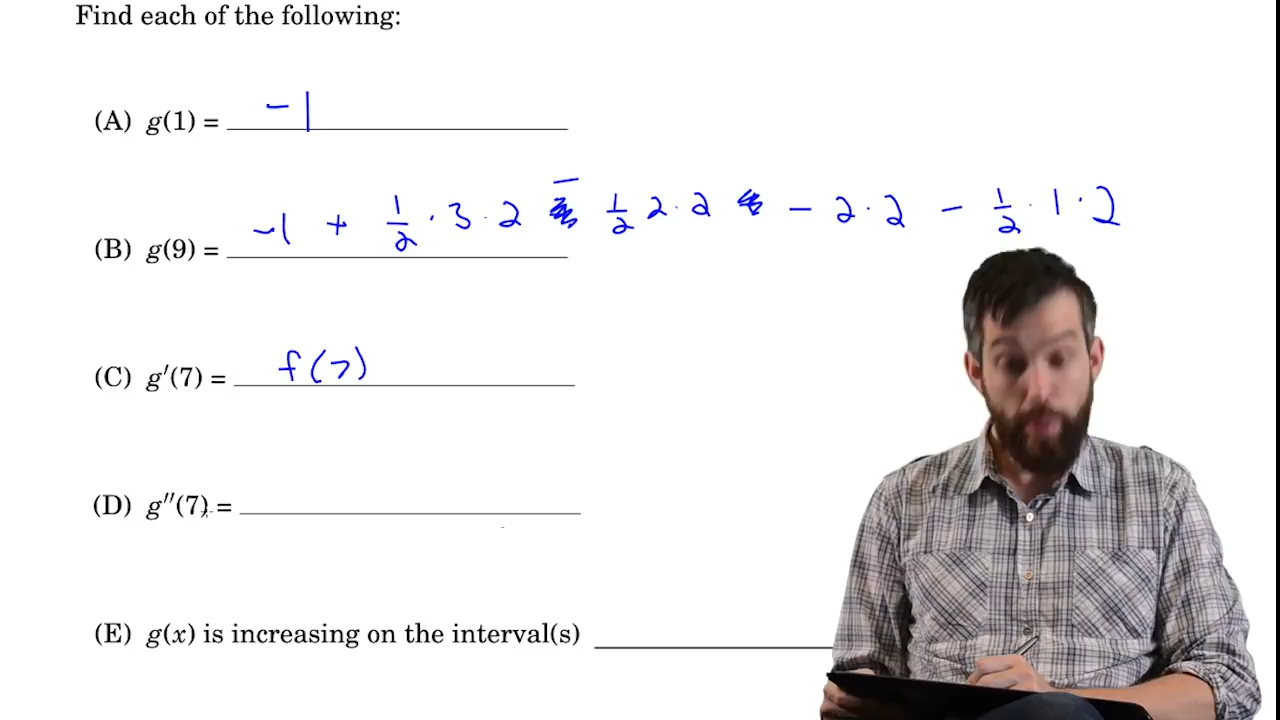 Find each of the following:
(A) g(1) = -1
(B) g(9) = -1 + 1/2 · 3 · 2 - 1/2 2 · 2 - 2 · 2 - 1/2 · 1 · 2
(C) g′(7) = f(7)
(D) g″(7) =
(E) g(x) is increasing on the interval(s)